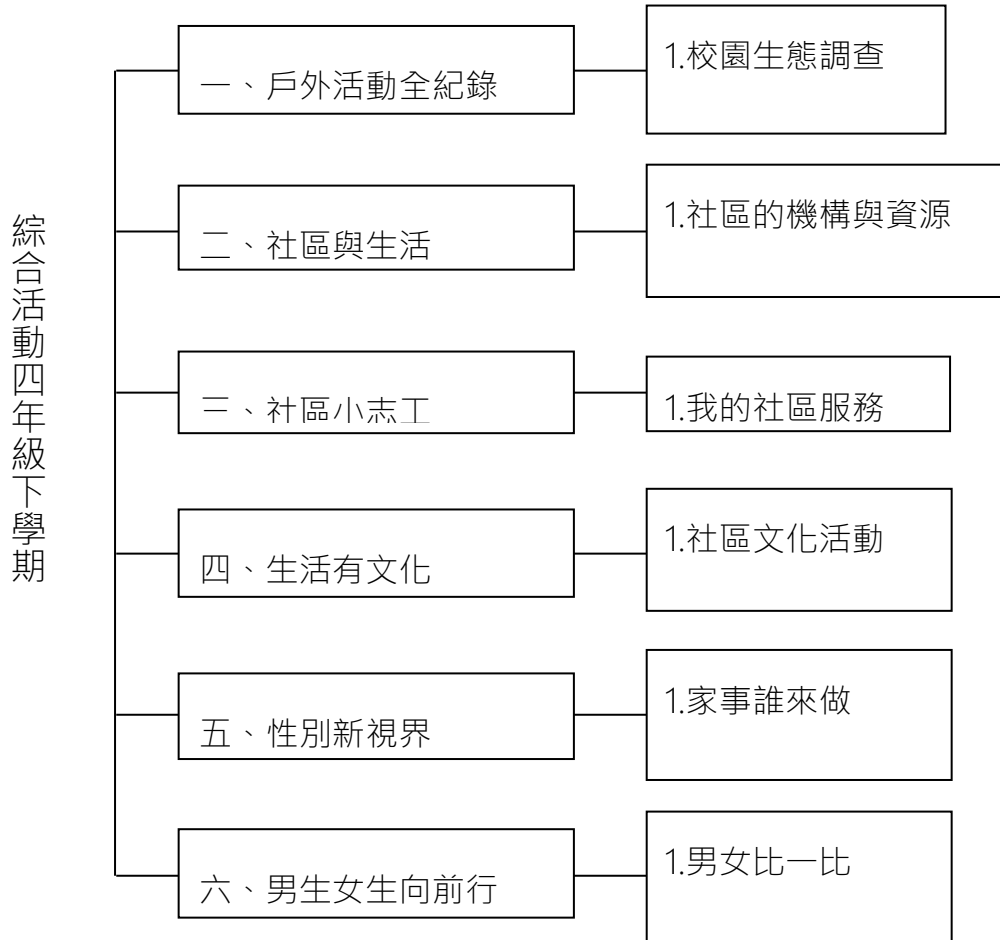 綜合活動四年級下學期
一、戶外活動全紀錄
1.校園生態調查
二、社區與生活
1.社區的機構與資源
三、社區小志工
1.我的社區服務
四、生活有文化
1.社區文化活動
五、性別新視界
1.家事誰來做
六、男生女生向前行
1.男女比一比